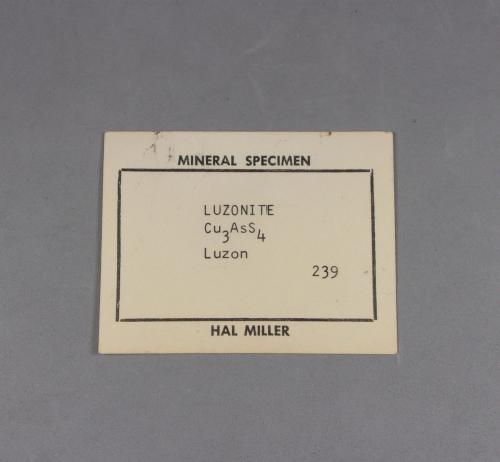 MINERAL SPECIMEN
LUZONITE
Cu₃AsS₄
Luzon
239
HAL MILLER